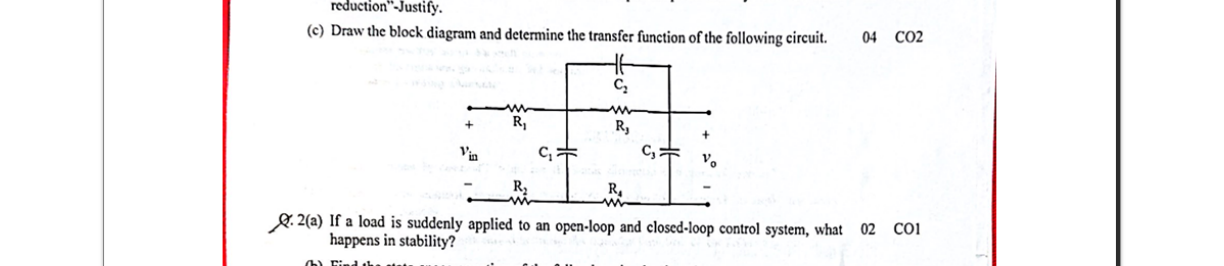 reduction"-Justify.
(c) Draw the block diagram and determine the transfer function of the following circuit. 04 CO2
C₂
R₁ R₃
+ +
Vin C₁ C₃ Vo
- R₂ R₄ -
Q. 2(a) If a load is suddenly applied to an open-loop and closed-loop control system, what 02 CO1
happens in stability?